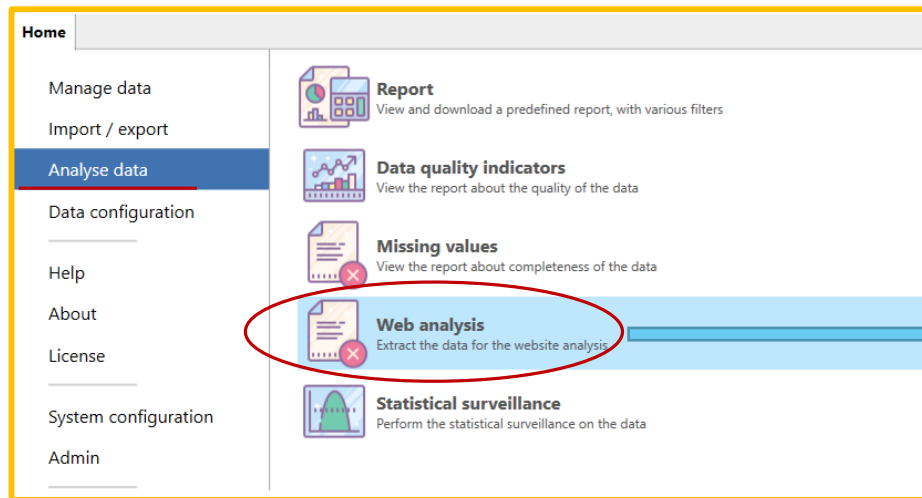 Home
Manage data
Import / export
Analyse data
Data configuration
Help
About
License
System configuration
Admin
Report
View and download a predefined report, with various filters
Data quality indicators
View the report about the quality of the data
Missing values
View the report about completeness of the data
Web analysis
Extract the data for the website analysis
Statistical surveillance
Perform the statistical surveillance on the data